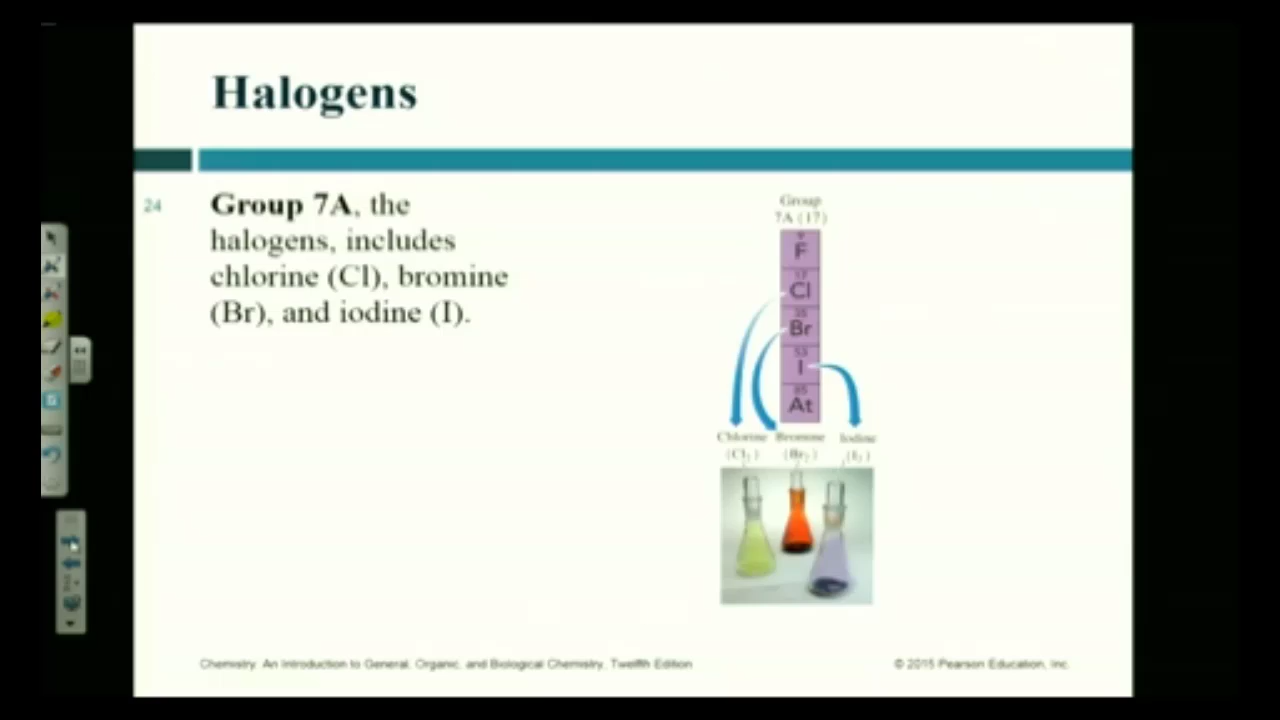 Halogens
24
Group 7A, the
halogens, includes
chlorine (Cl), bromine
(Br), and iodine (I).
Group
7A (17)
9
F
17
Cl
35
Br
53
I
85
At
Chlorine Bromine Iodine
(Cl₂) (Br₂) (I₂)
Chemistry: An Introduction to General, Organic, and Biological Chemistry, Twelfth Edition
© 2015 Pearson Education, Inc.